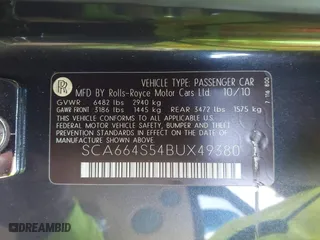 VEHICLE TYPE: PASSENGER CAR
MFD BY Rolls-Royce Motor Cars Ltd. 10/10
GVWR 6482 lbs 2940 kg
GAWR FRONT 3186 lbs 1445 kg REAR 3472 lbs 1575 kg
THIS VEHICLE CONFORMS TO ALL APPLICABLE U.S.
FEDERAL MOTOR VEHICLE SAFETY, BUMPER AND THEFT
PREVENTION STANDARDS IN EFFECT ON THE DATE
OF MANUFACTURE SHOWN ABOVE
SCA664S54BUX49380
DREAMBID